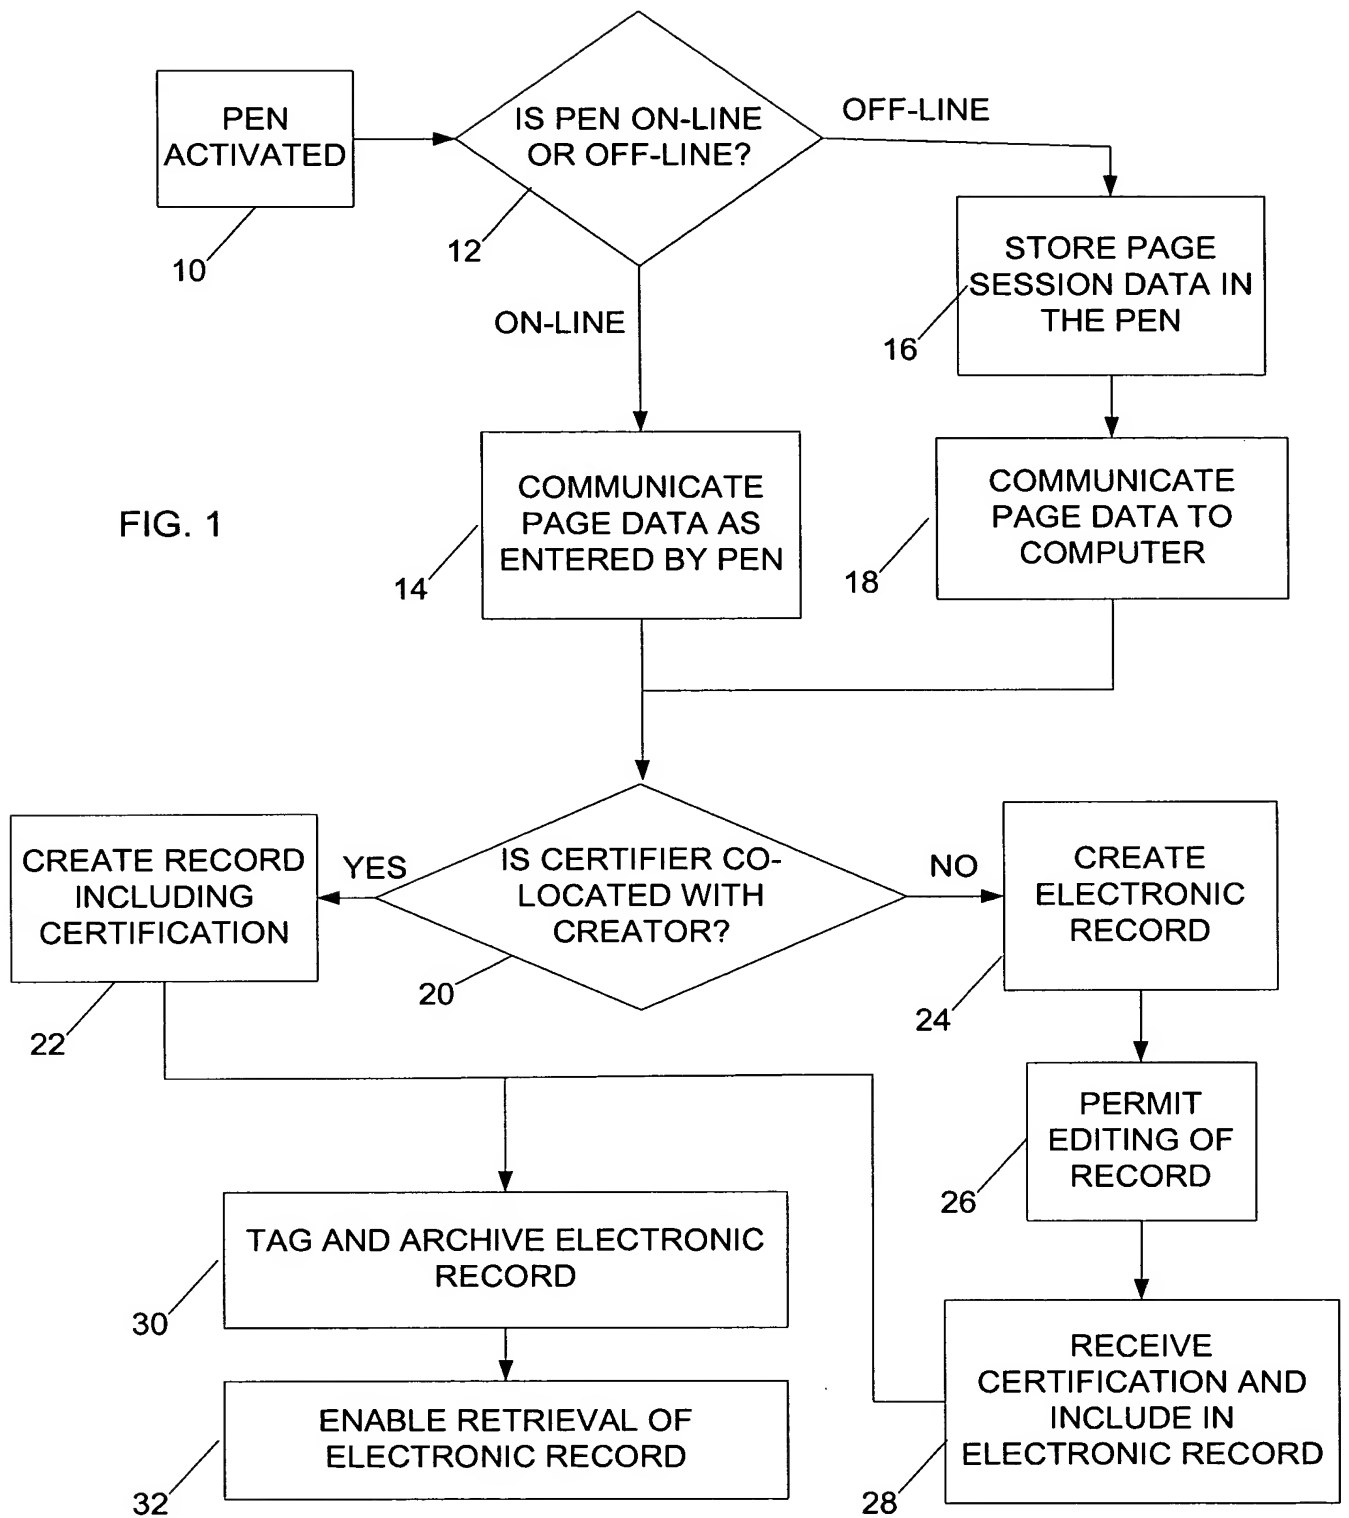 PEN
ACTIVATED
10
IS PEN ON-LINE
OR OFF-LINE?
12
OFF-LINE
STORE PAGE
SESSION DATA IN
THE PEN
16
ON-LINE
COMMUNICATE
PAGE DATA AS
ENTERED BY PEN
14
COMMUNICATE
PAGE DATA TO
COMPUTER
18
FIG. 1
CREATE RECORD
INCLUDING
CERTIFICATION
22
YES
IS CERTIFIER CO-
LOCATED WITH
CREATOR?
20
NO
CREATE
ELECTRONIC
RECORD
24
PERMIT
EDITING OF
RECORD
26
TAG AND ARCHIVE ELECTRONIC
RECORD
30
RECEIVE
CERTIFICATION AND
INCLUDE IN
ELECTRONIC RECORD
28
ENABLE RETRIEVAL OF
ELECTRONIC RECORD
32